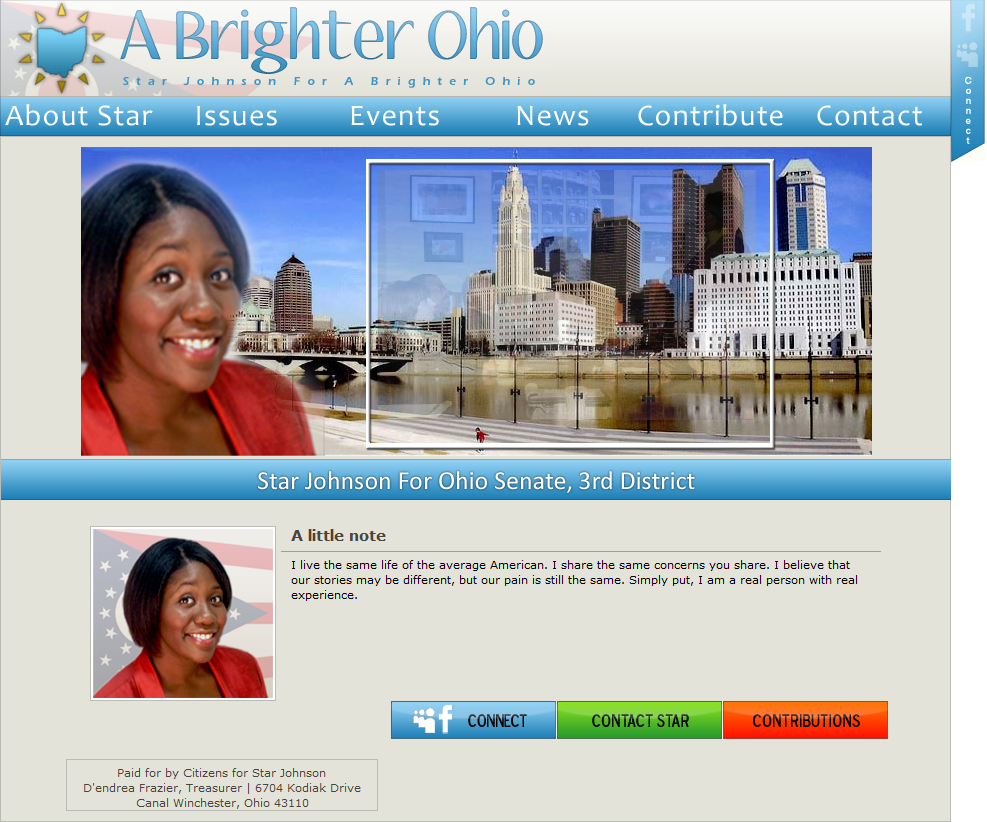 A Brighter Ohio
Star Johnson For A Brighter Ohio
Connect
About Star Issues Events News Contribute Contact
Star Johnson For Ohio Senate, 3rd District
A little note
I live the same life of the average American. I share the same concerns you share. I believe that
our stories may be different, but our pain is still the same. Simply put, I am a real person with real
experience.
CONNECT CONTACT STAR CONTRIBUTIONS
Paid for by Citizens for Star Johnson
D'endrea Frazier, Treasurer | 6704 Kodiak Drive
Canal Winchester, Ohio 43110